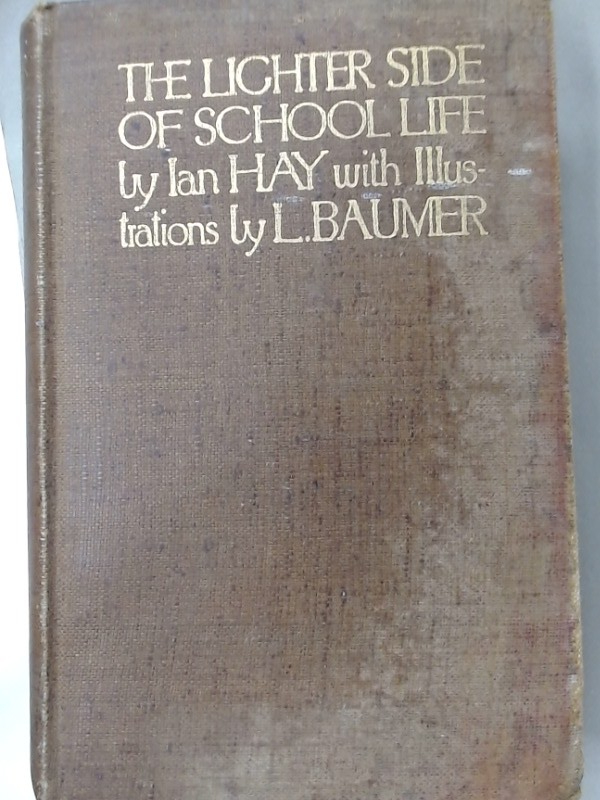 THE LIGHTER SIDE
OF SCHOOL LIFE
by Ian HAY with Illus-
trations by L. BAUMER